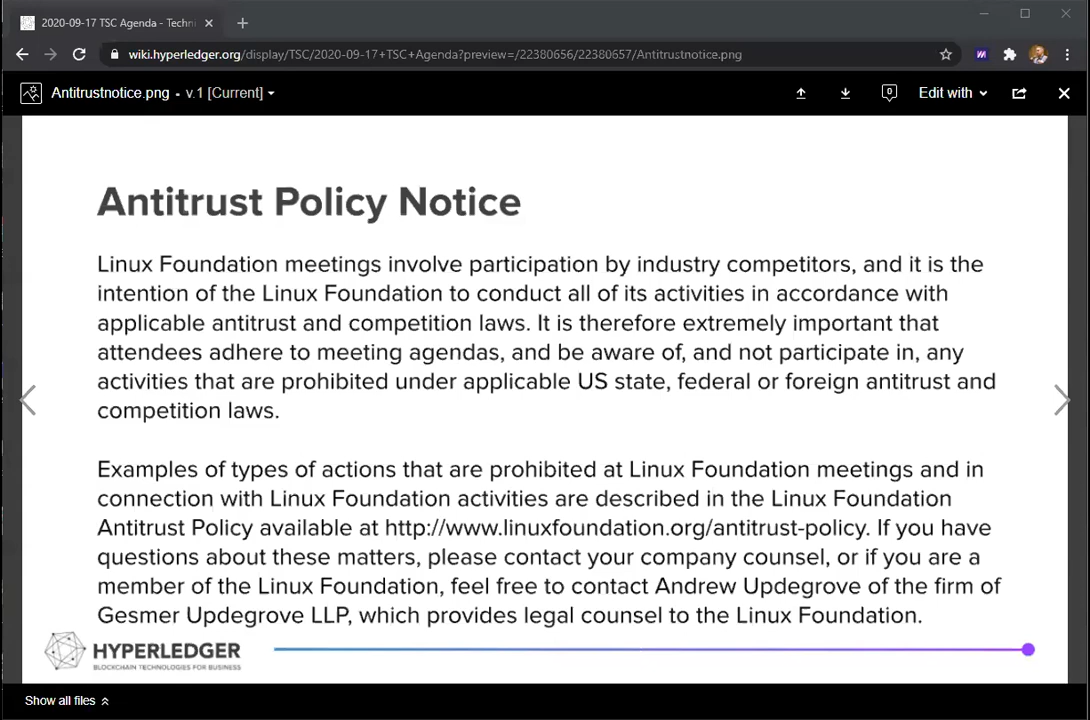 2020-09-17 TSC Agenda - Techni
wiki.hyperledger.org/display/TSC/2020-09-17+TSC+Agenda?preview=/22380656/22380657/Antitrustnotice.png
Antitrustnotice.png • v.1 [Current]
0
Edit with
Antitrust Policy Notice
Linux Foundation meetings involve participation by industry competitors, and it is the
intention of the Linux Foundation to conduct all of its activities in accordance with
applicable antitrust and competition laws. It is therefore extremely important that
attendees adhere to meeting agendas, and be aware of, and not participate in, any
activities that are prohibited under applicable US state, federal or foreign antitrust and
competition laws.
Examples of types of actions that are prohibited at Linux Foundation meetings and in
connection with Linux Foundation activities are described in the Linux Foundation
Antitrust Policy available at http://www.linuxfoundation.org/antitrust-policy. If you have
questions about these matters, please contact your company counsel, or if you are a
member of the Linux Foundation, feel free to contact Andrew Updegrove of the firm of
Gesmer Updegrove LLP, which provides legal counsel to the Linux Foundation.
HYPERLEDGER
BLOCKCHAIN TECHNOLOGIES FOR BUSINESS
Show all files